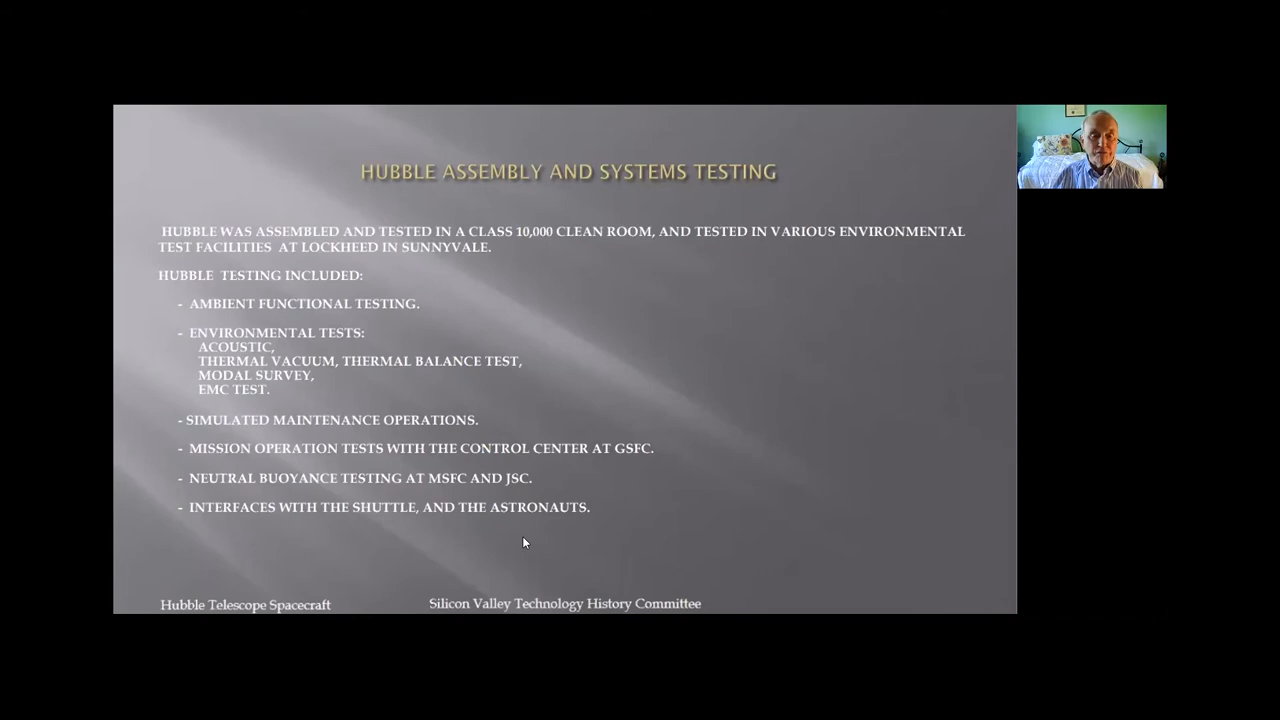 HUBBLE ASSEMBLY AND SYSTEMS TESTING
HUBBLE WAS ASSEMBLED AND TESTED IN A CLASS 10,000 CLEAN ROOM, AND TESTED IN VARIOUS ENVIRONMENTAL
TEST FACILITIES AT LOCKHEED IN SUNNYVALE.
HUBBLE TESTING INCLUDED:
- AMBIENT FUNCTIONAL TESTING.
- ENVIRONMENTAL TESTS:
ACOUSTIC,
THERMAL VACUUM, THERMAL BALANCE TEST,
MODAL SURVEY,
EMC TEST.
- SIMULATED MAINTENANCE OPERATIONS.
- MISSION OPERATION TESTS WITH THE CONTROL CENTER AT GSFC.
- NEUTRAL BUOYANCE TESTING AT MSFC AND JSC.
- INTERFACES WITH THE SHUTTLE, AND THE ASTRONAUTS.
Hubble Telescope Spacecraft
Silicon Valley Technology History Committee